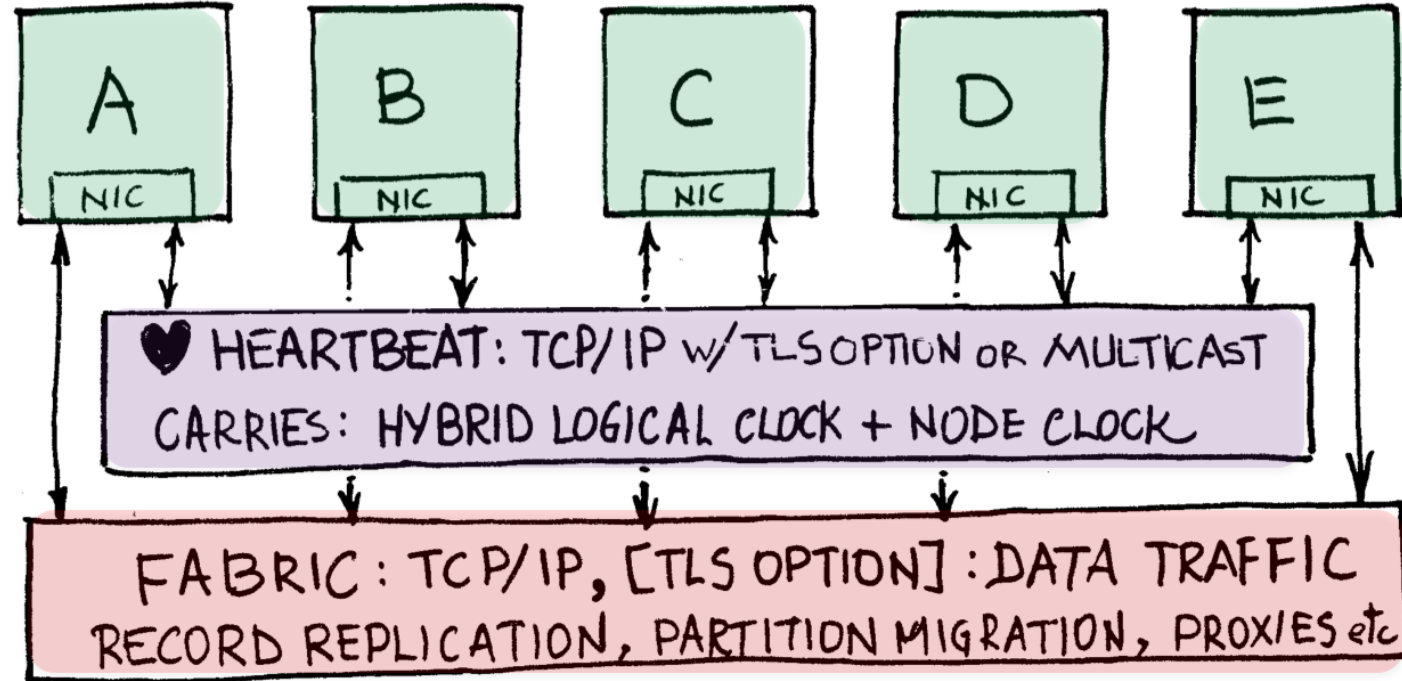 A
B
C
D
E
NIC
NIC
NIC
NIC
NIC
HEARTBEAT: TCP/IP W/ TLS OPTION OR MULTICAST
CARRIES: HYBRID LOGICAL CLOCK + NODE CLOCK
FABRIC: TCP/IP, [TLS OPTION] : DATA TRAFFIC
RECORD REPLICATION, PARTITION MIGRATION, PROXIES etc